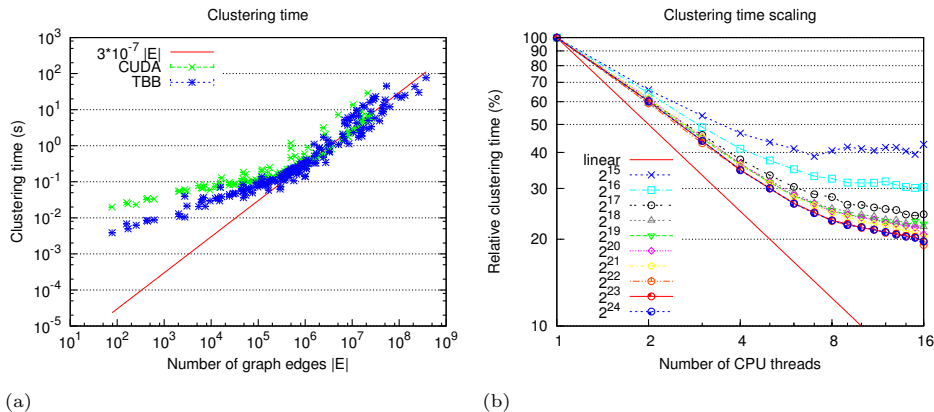 Clustering time
Clustering time (s)
10^3
10^2
10^1
10^0
10^-1
10^-2
10^-3
10^-4
10^-5
3*10^-7 |E|
CUDA
TBB
10^1 10^2 10^3 10^4 10^5 10^6 10^7 10^8 10^9
Number of graph edges |E|
(a)
Clustering time scaling
Relative clustering time (%)
100
90
80
70
60
50
40
30
20
10
linear
2^15
2^16
2^17
2^18
2^19
2^20
2^21
2^22
2^23
2^24
1 2 4 8 16
Number of CPU threads
(b)